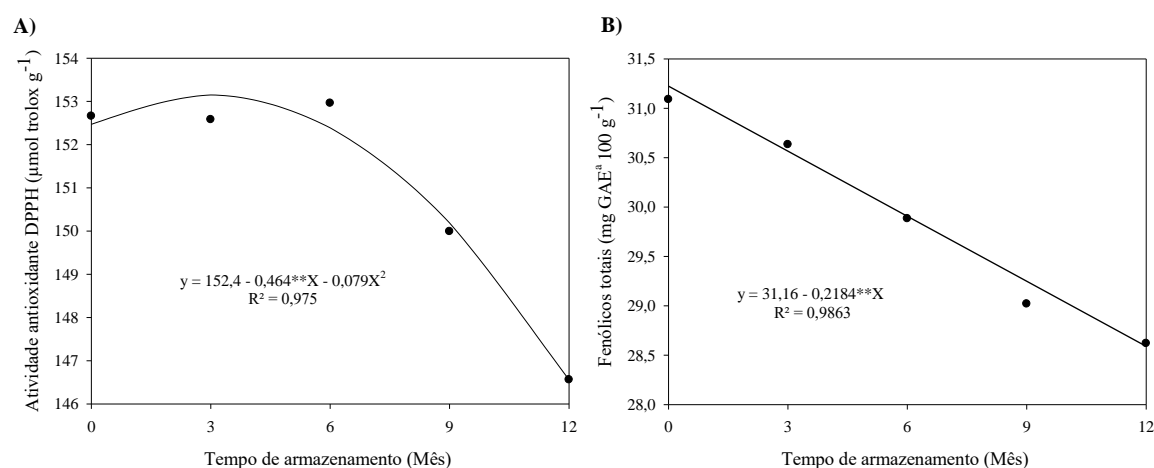 A)
Atividade antioxidante DPPH (µmol trolox g-1)
154
153
152
151
150
149
148
147
146
y = 152,4 - 0,464**X - 0,079X2
R² = 0,975
0 3 6 9 12
Tempo de armazenamento (Mês)
B)
Fenólicos totais (mg GAEa 100 g-1)
31,5
31,0
30,5
30,0
29,5
29,0
28,5
28,0
y = 31,16 - 0,2184**X
R² = 0,9863
0 3 6 9 12
Tempo de armazenamento (Mês)